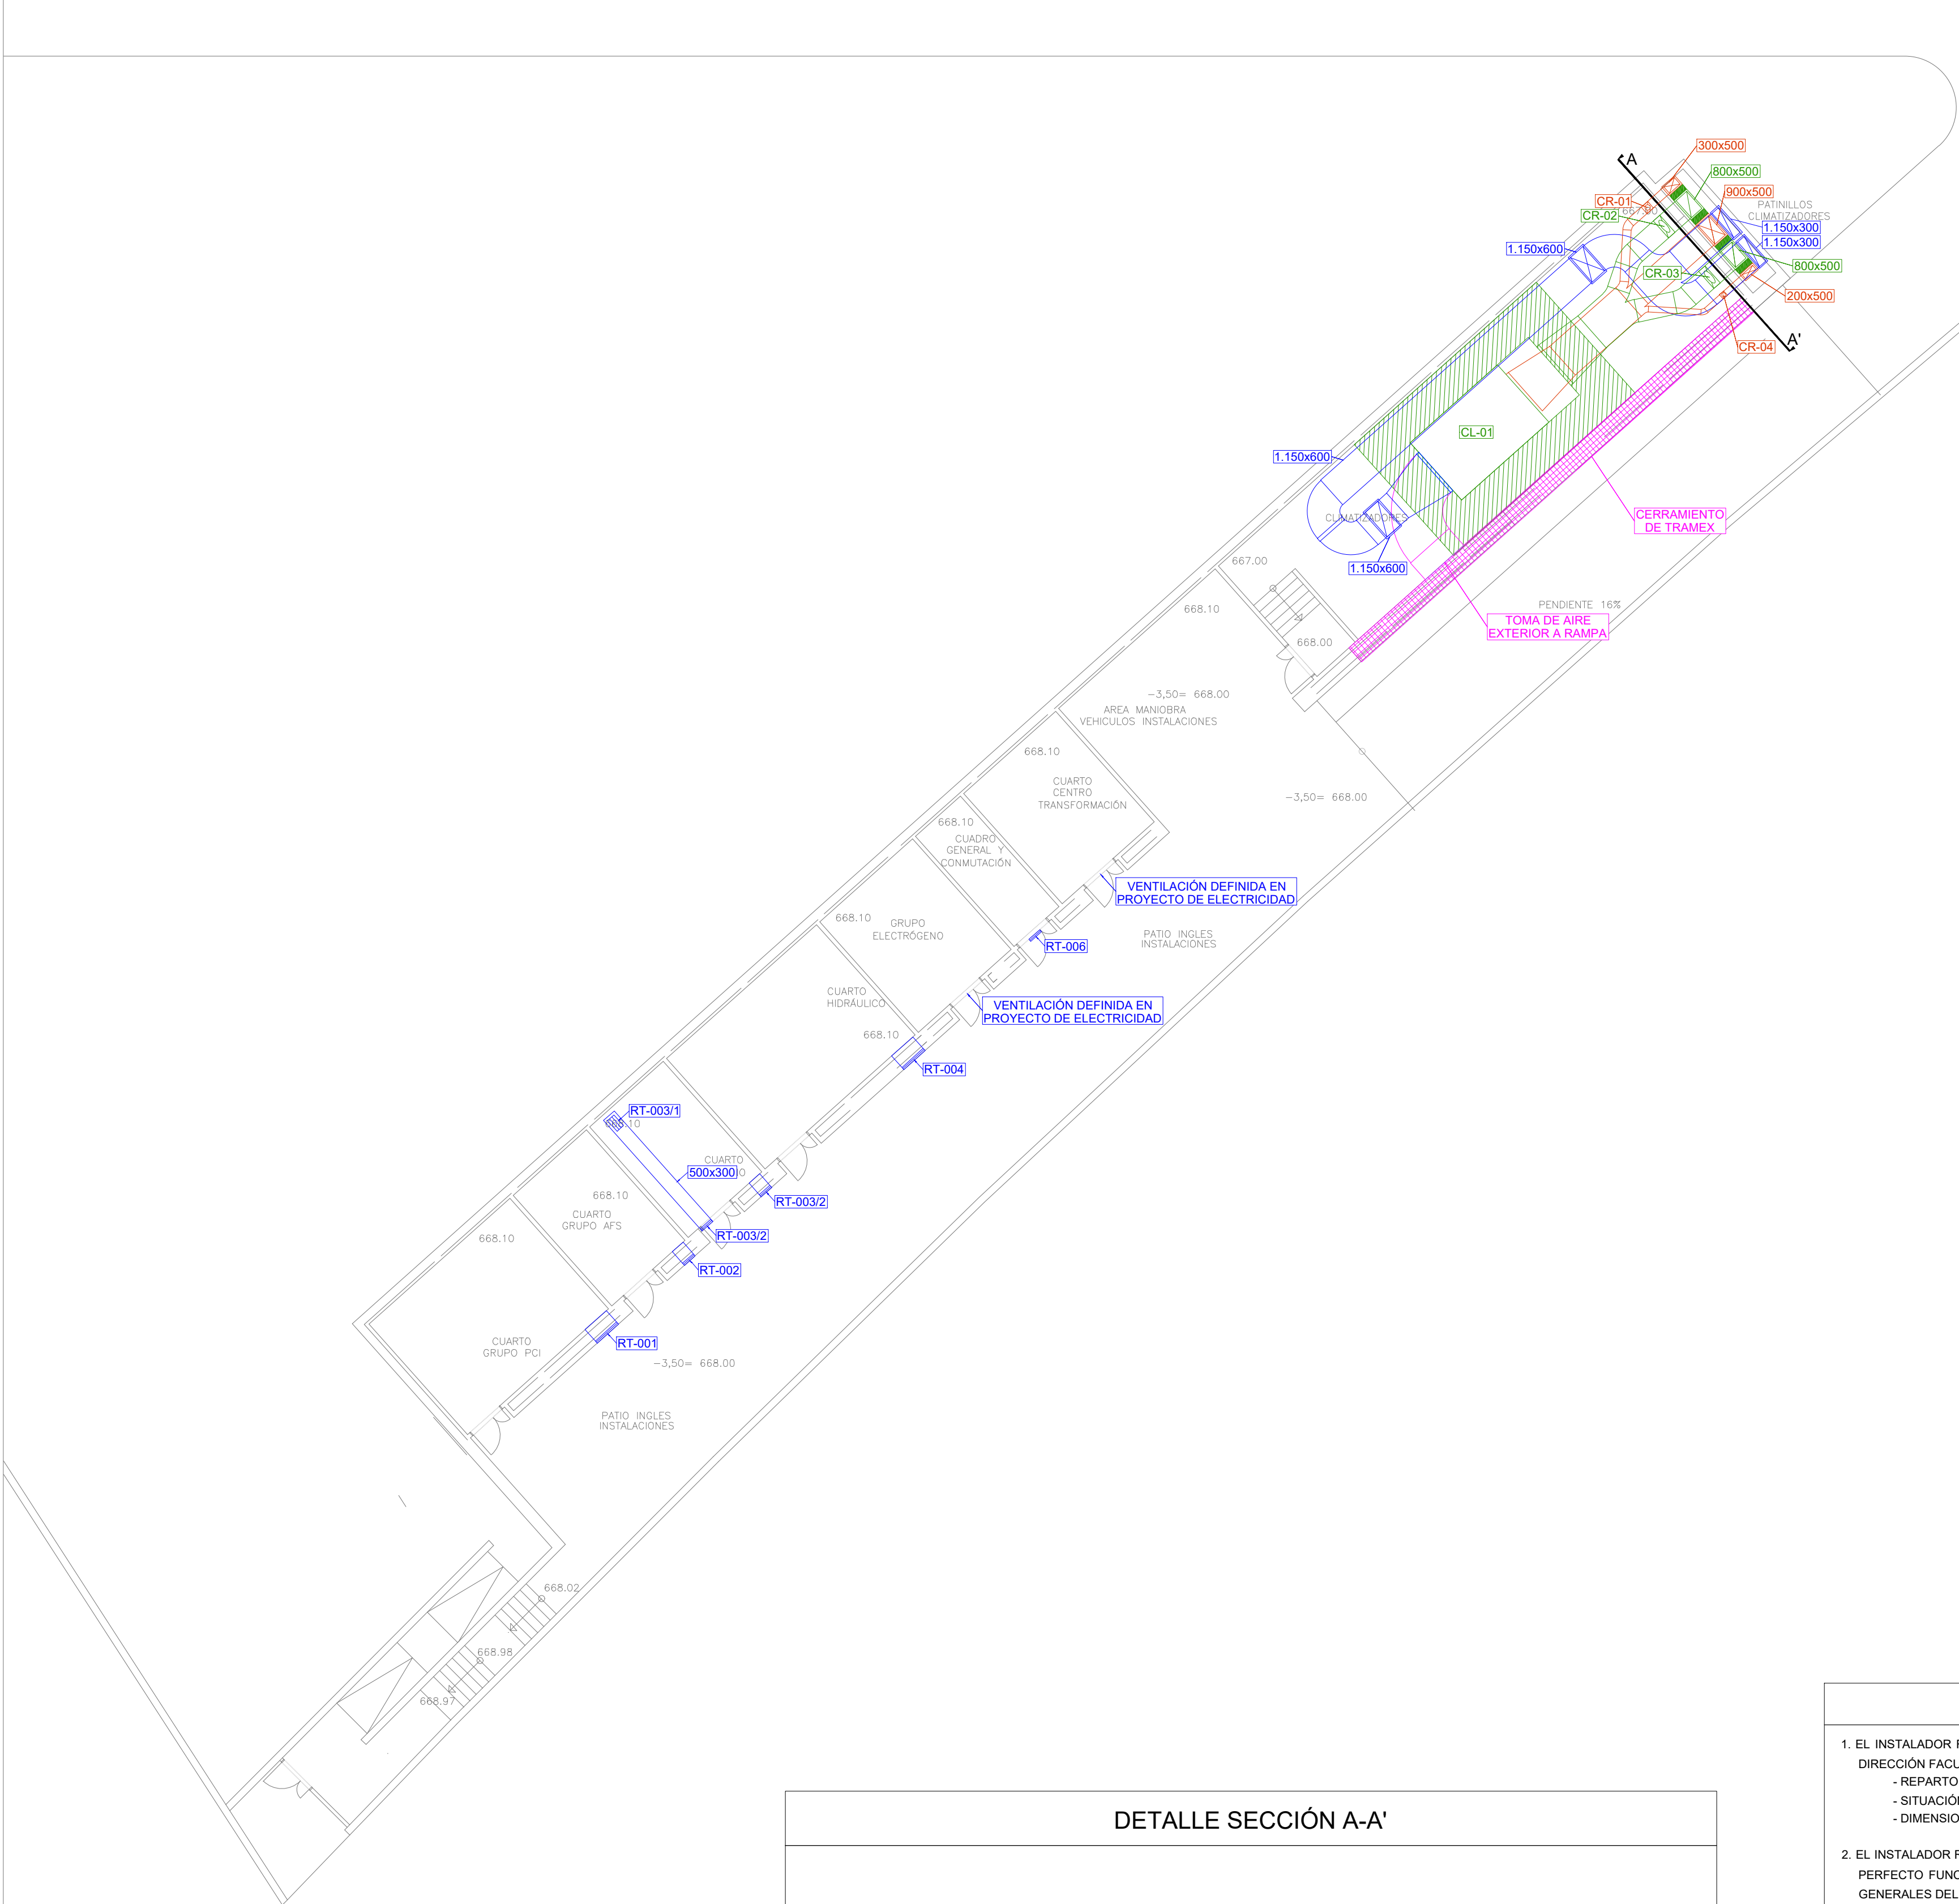 300x500
A
800x500
900x500
CR-01
667.00
PATINILLOS
CLIMATIZADORES
CR-02
1.150x300
1.150x300
1.150x600
800x500
CR-03
200x500
A'
CR-04
CL-01
1.150x600
CERRAMIENTO
DE TRAMEX
CLIMATIZADORES
667.00
1.150x600
668.10
PENDIENTE 16%
TOMA DE AIRE
EXTERIOR A RAMPA
668.00
-3,50= 668.00
AREA MANIOBRA
VEHICULOS INSTALACIONES
668.10
CUARTO
CENTRO
TRANSFORMACIÓN
-3,50= 668.00
668.10
CUADRO
GENERAL Y
CONMUTACIÓN
VENTILACIÓN DEFINIDA EN
PROYECTO DE ELECTRICIDAD
668.10
GRUPO
ELECTRÓGENO
PATIO INGLES
INSTALACIONES
RT-006
CUARTO
HIDRÁULICO
VENTILACIÓN DEFINIDA EN
PROYECTO DE ELECTRICIDAD
668.10
RT-004
RT-003/1
668.10
CUARTO
500x300
668.10
RT-003/2
CUARTO
GRUPO AFS
RT-003/2
668.10
RT-002
CUARTO
GRUPO PCI
RT-001
-3,50= 668.00
PATIO INGLES
INSTALACIONES
668.02
668.98
668.97
DETALLE SECCIÓN A-A'
1. EL INSTALADOR
DIRECCIÓN
- REPARTO
-
-
2. EL INSTALADOR
PERFECTO
GENERALES DEL